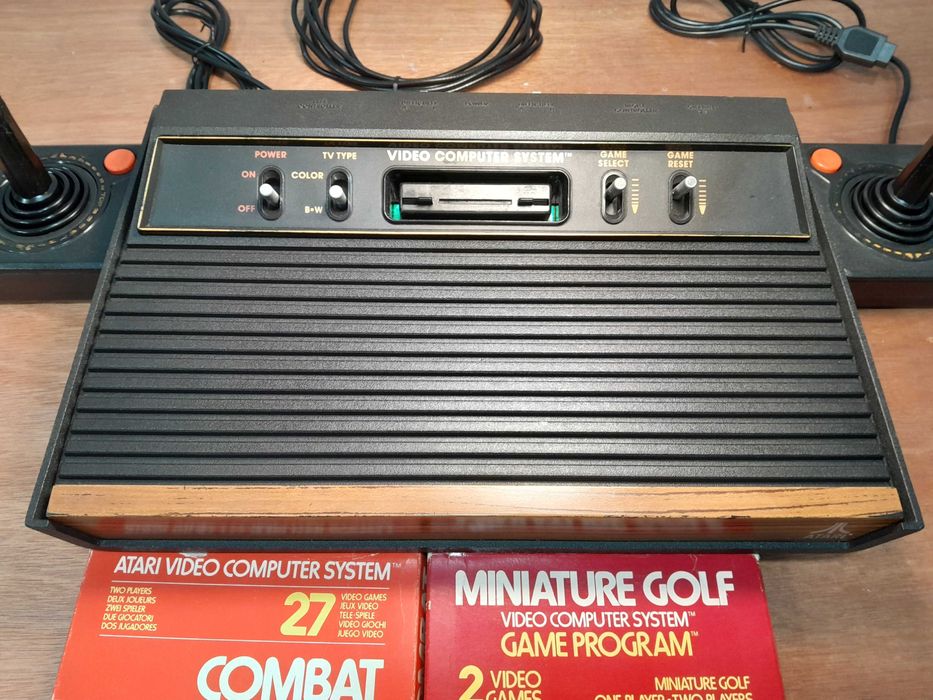 POWER
ON
OFF
TV TYPE
COLOR
B•W
VIDEO COMPUTER SYSTEM™
GAME
SELECT
GAME
RESET
ATARI
ATARI VIDEO COMPUTER SYSTEM™
TWO PLAYERS
DEUX JOUEURS
ZWEI SPIELER
DUE GIOCATORI
DOS JUGADORES
27
VIDEO GAMES
JEUX VIDEO
TELE-SPIELE
VIDEO GIOCHI
JUEGO VIDEO
COMBAT
MINIATURE GOLF
VIDEO COMPUTER SYSTEM™
GAME PROGRAM™
2 VIDEO
GAMES
MINIATURE GOLF
ONE PLAYER • TWO PLAYERS